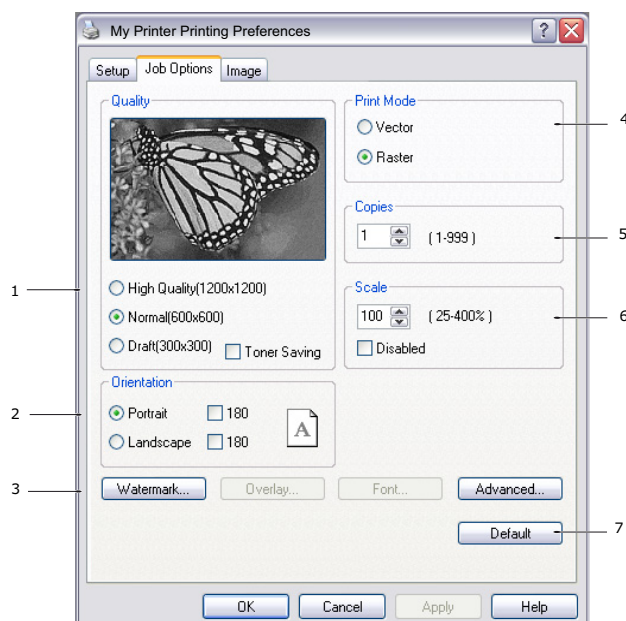 My Printer Printing Preferences
Setup
Job Options
Image
Quality
High Quality(1200x1200)
Normal(600x600)
Draft(300x300)
Toner Saving
Orientation
Portrait
180
Landscape
180
A
Print Mode
Vector
Raster
Copies
1
( 1-999 )
Scale
100
( 25-400% )
Disabled
Watermark...
Overlay...
Font...
Advanced...
Default
OK
Cancel
Apply
Help
1
2
3
4
5
6
7